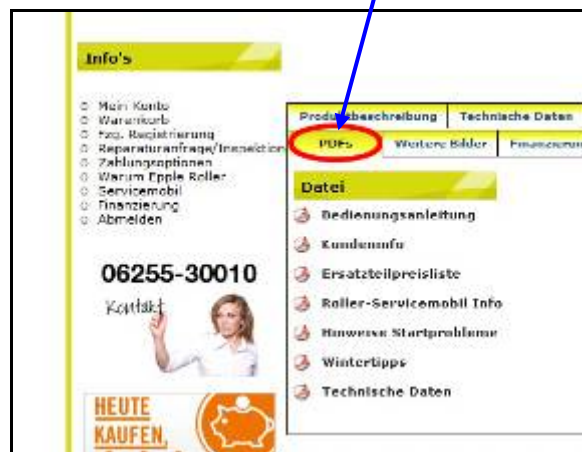 Info's
Mein Konto
Warenkorb
Fzg. Registrierung
Reparaturanfrage/Inspektion
Zahlungsoptionen
Warum Epple Roller
Servicemobil
Finanzierung
Abmelden
06255-30010
Kontakt
HEUTE
KAUFEN,
Produktbeschreibung Technische Daten
PDFs Weitere Bilder Finanzierun
Datei
Bedienungsanleitung
Kundeninfo
Ersatzteilpreisliste
Roller-Servicemobil Info
Hinweise Startprobleme
Wintertipps
Technische Daten